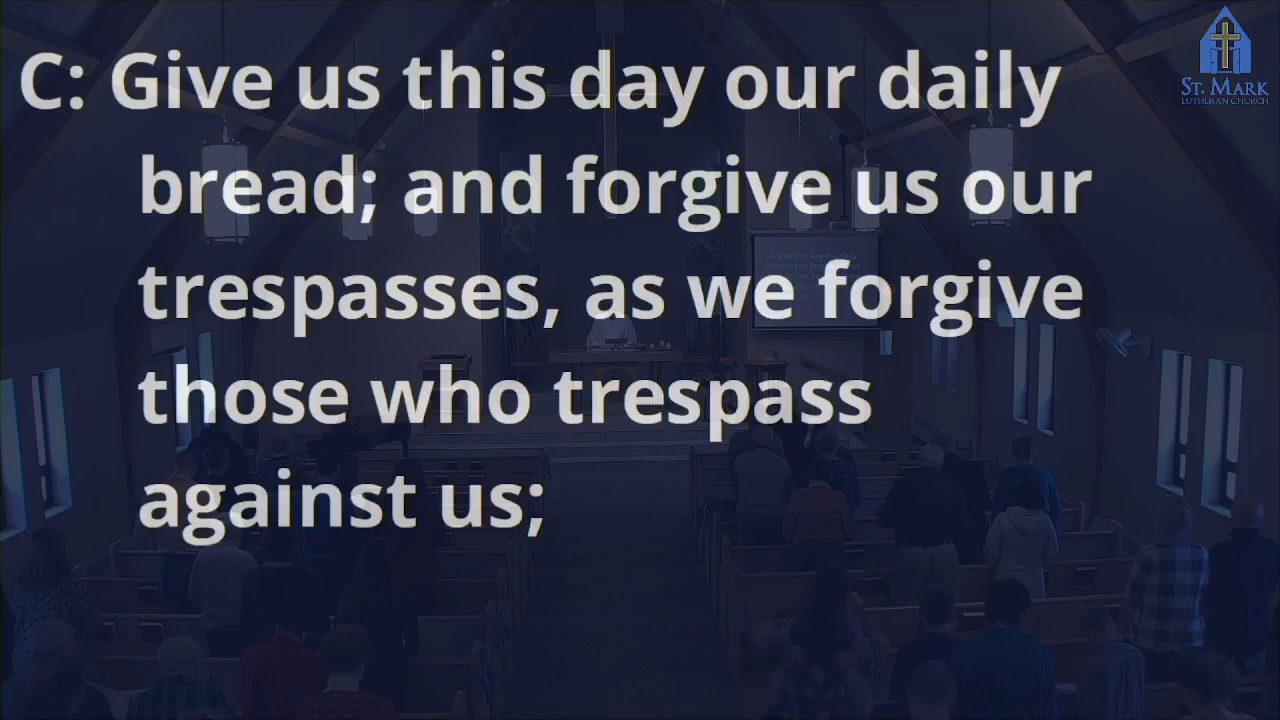 C: Give us this day our daily
bread; and forgive us our
trespasses, as we forgive
those who trespass
against us;
ST. MARK
LUTHERAN CHURCH